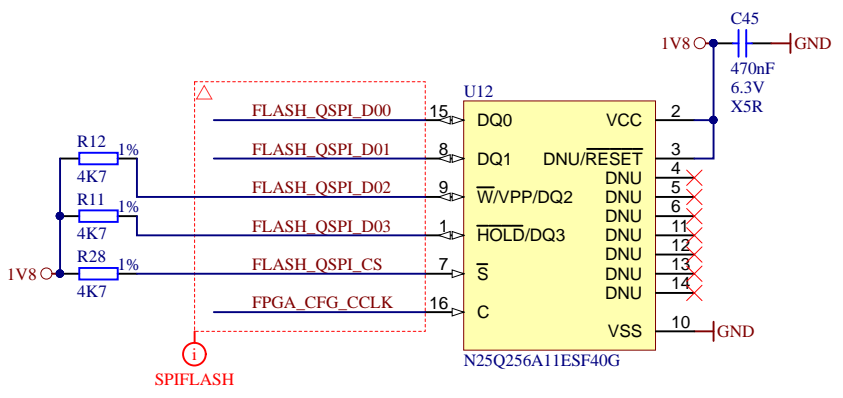 C45
1V8
GND
470nF
6.3V
X5R
U12
FLASH_QSPI_D00
15
DQ0
VCC
2
R12
1%
4K7
FLASH_QSPI_D01
8
DQ1
DNU/RESET
3
DNU
4
FLASH_QSPI_D02
9
W/VPP/DQ2
DNU
5
R11
1%
4K7
DNU
6
FLASH_QSPI_D03
1
HOLD/DQ3
DNU
11
DNU
12
1V8
R28
1%
4K7
FLASH_QSPI_CS
7
S
DNU
13
DNU
14
FPGA_CFG_CCLK
16
C
VSS
10
GND
i
SPIFLASH
N25Q256A11ESF40G